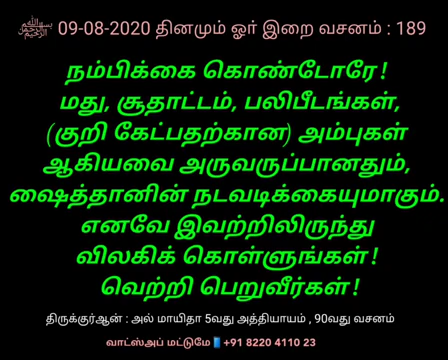 ﷽ 09-08-2020 தினமும் ஓர் இறை வசனம் : 189
நம்பிக்கை கொண்டோரே!
மது, சூதாட்டம், பலிபீடங்கள்,
(குறி கேட்பதற்கான) அம்புகள்
ஆகியவை அருவருப்பானதும்,
ஷைத்தானின் நடவடிக்கையுமாகும்.
எனவே இவற்றிலிருந்து
விலகிக் கொள்ளுங்கள்!
வெற்றி பெறுவீர்கள்!
திருக்குர்ஆன் : அல் மாயிதா 5வது அத்தியாயம் , 90வது வசனம்
வாட்ஸ்அப் மட்டுமே📱+91 8220 4110 23